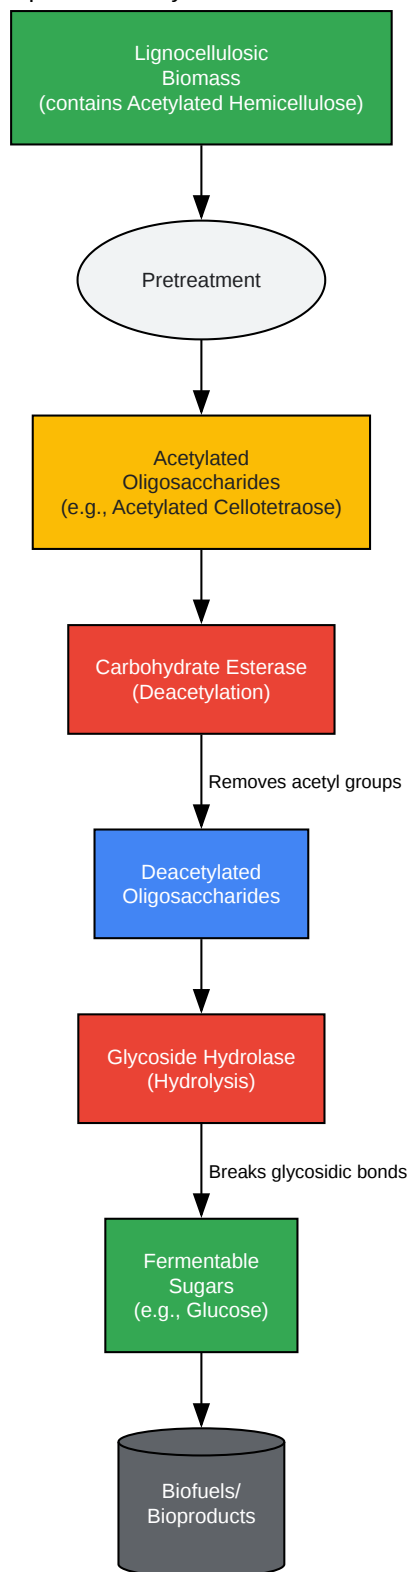 Lignocellulosic
Biomass
(contains Acetylated Hemicellulose)
Pretreatment
Acetylated
Oligosaccharides
(e.g., Acetylated Cellotetraose)
Carbohydrate Esterase
(Deacetylation)
Removes acetyl groups
Deacetylated
Oligosaccharides
Glycoside Hydrolase
(Hydrolysis)
Breaks glycosidic bonds
Fermentable
Sugars
(e.g., Glucose)
Biofuels/
Bioproducts